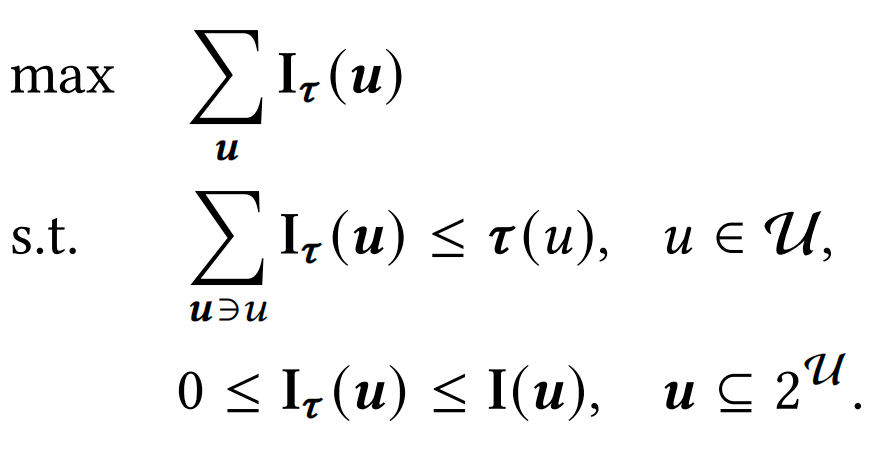 max ∑_𝒖 𝐈_𝝉(𝒖)
s.t. ∑_{𝒖∋u} 𝐈_𝝉(𝒖) ≤ 𝝉(u), u ∈ 𝒰,
0 ≤ 𝐈_𝝉(𝒖) ≤ 𝐈(𝒖), 𝒖 ⊆ 2^𝒰.